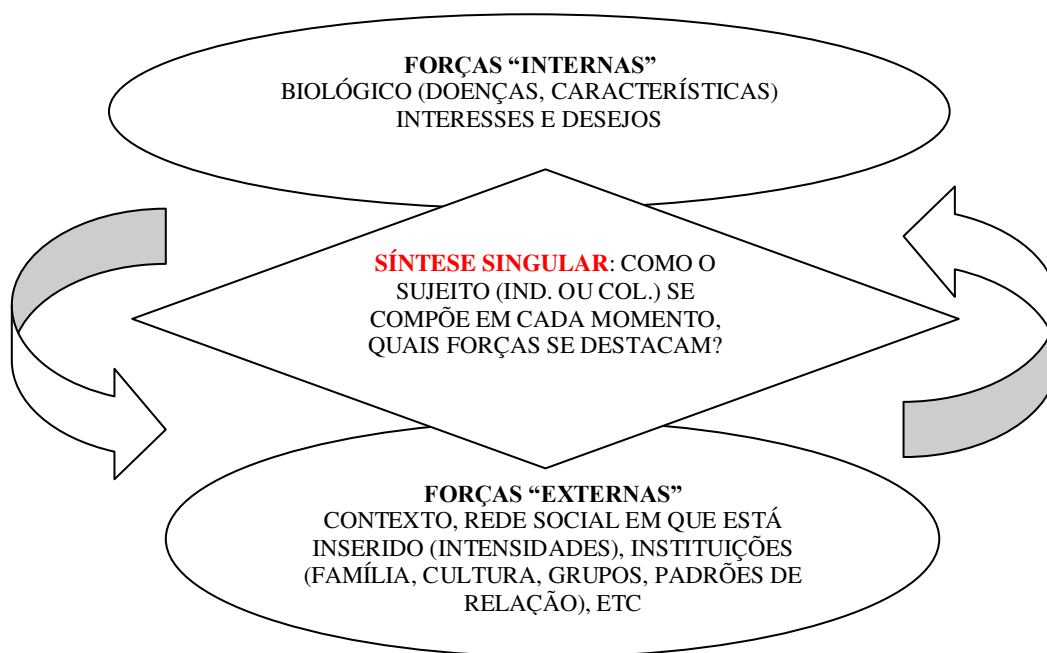 FORÇAS “INTERNAS”
BIOLÓGICO (DOENÇAS, CARACTERÍSTICAS)
INTERESSES E DESEJOS
SÍNTESE SINGULAR: COMO O
SUJEITO (IND. OU COL.) SE
COMPÕE EM CADA MOMENTO,
QUAIS FORÇAS SE DESTACAM?
FORÇAS “EXTERNAS”
CONTEXTO, REDE SOCIAL EM QUE ESTÁ
INSERIDO (INTENSIDADES), INSTITUIÇÕES
(FAMÍLIA, CULTURA, GRUPOS, PADRÕES DE
RELAÇÃO), ETC